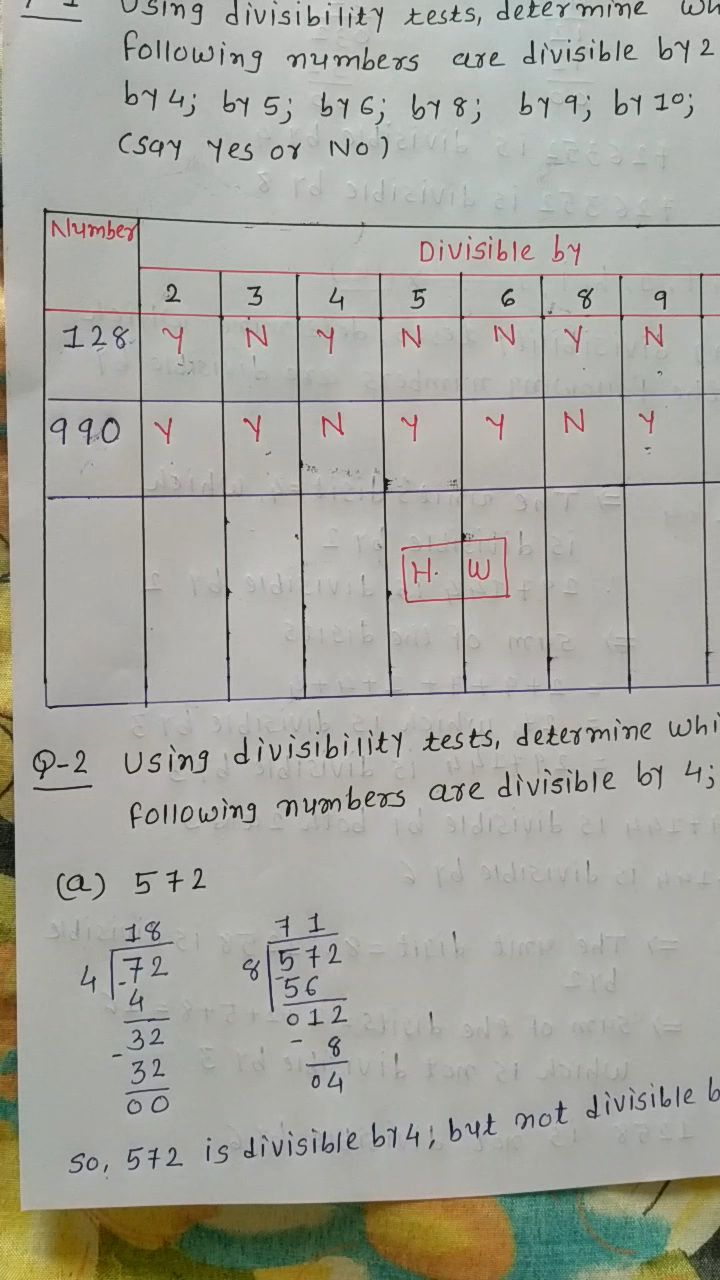 Using divisibility tests, determine
following numbers are divisible by 2
by 4; by 5; by 6; by 8; by 9; by 10;
(say yes or No)
Number
Divisible by
2 3 4 5 6 8 9
128 Y N Y N N Y N
990 Y Y N Y Y N Y
H. W
Q-2 Using divisibility tests, determine whi
following numbers are divisible by 4;
(a) 572
18
4 72
4
32
- 32
00
71
8 572
56
012
- 8
04
So, 572 is divisible by 4; but not divisible b